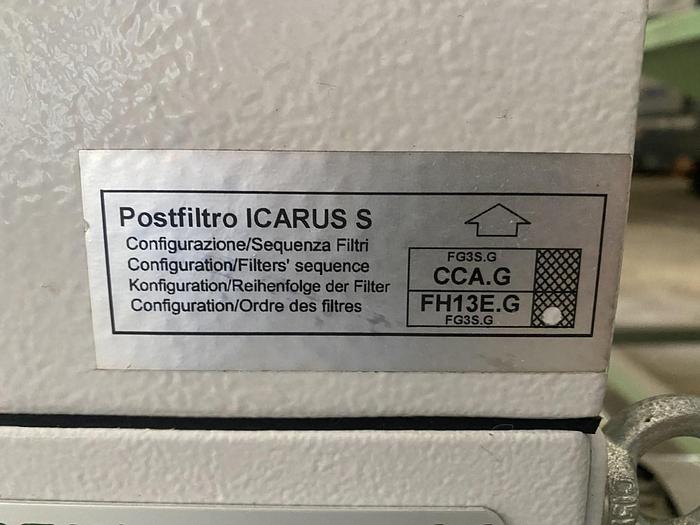 Postfiltro ICARUS S
Configurazione/Sequenza Filtri
Configuration/Filters' sequence
Konfiguration/Reihenfolge der Filter
Configuration/Ordre des filtres
FG3S.G
CCA.G
FH13E.G
FG3S.G